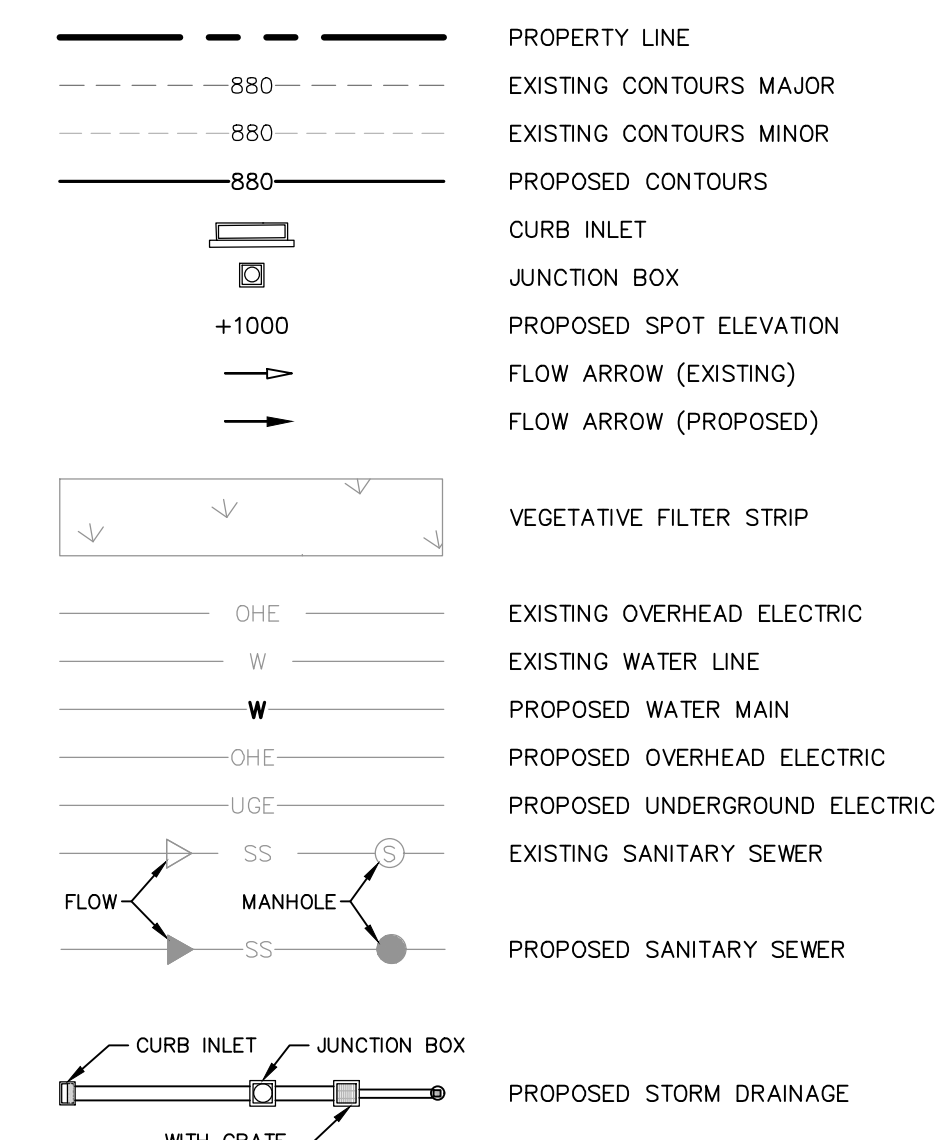 PROPERTY LINE
880 EXISTING CONTOURS MAJOR
880 EXISTING CONTOURS MINOR
880 PROPOSED CONTOURS
CURB INLET
JUNCTION BOX
+1000 PROPOSED SPOT ELEVATION
FLOW ARROW (EXISTING)
FLOW ARROW (PROPOSED)
VEGETATIVE FILTER STRIP
OHE EXISTING OVERHEAD ELECTRIC
W EXISTING WATER LINE
W PROPOSED WATER MAIN
OHE PROPOSED OVERHEAD ELECTRIC
UGE PROPOSED UNDERGROUND ELECTRIC
SS S EXISTING SANITARY SEWER
FLOW MANHOLE
SS PROPOSED SANITARY SEWER
CURB INLET JUNCTION BOX
PROPOSED STORM DRAINAGE
WITH GRATE